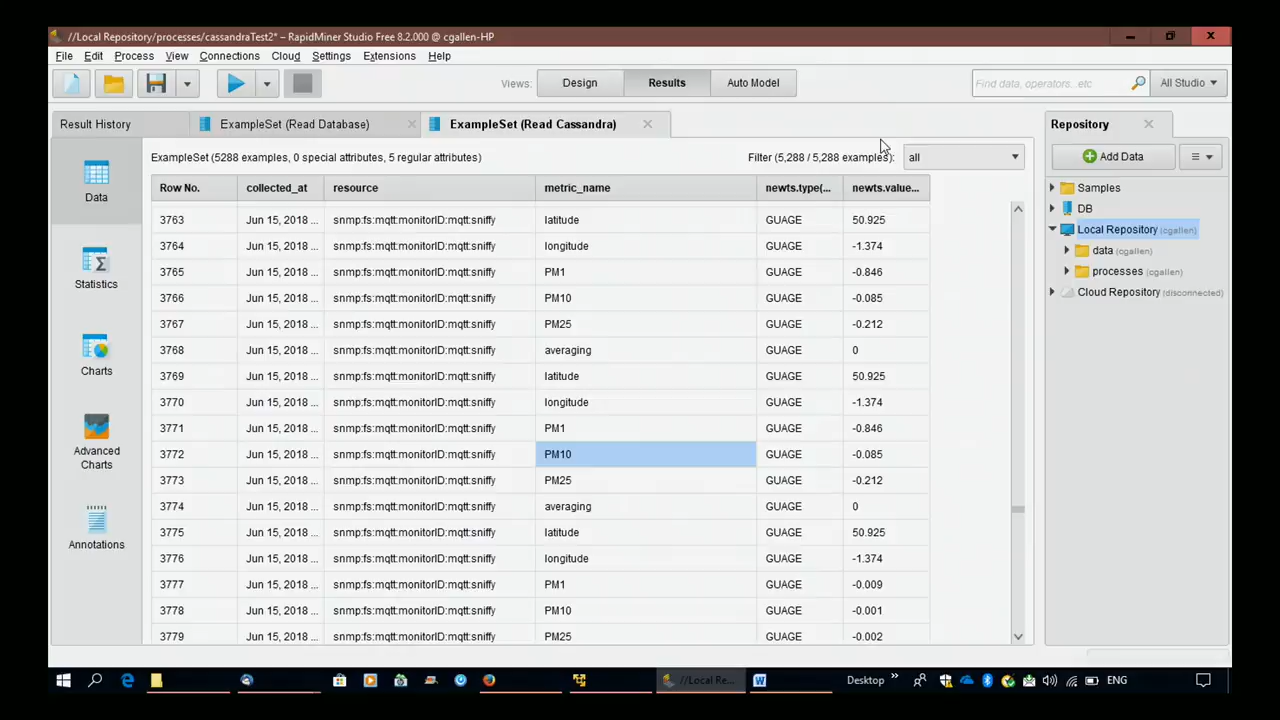 //Local Repository/processes/cassandraTest2* – RapidMiner Studio Free 8.2.000 @ cgallen-HP
File Edit Process View Connections Cloud Settings Extensions Help
Views: Design Results Auto Model Find data, operators...etc All Studio
Result History ExampleSet (Read Database) ExampleSet (Read Cassandra) Repository
ExampleSet (5288 examples, 0 special attributes, 5 regular attributes) Filter (5,288 / 5,288 examples): all Add Data
Row No. collected_at resource metric_name newts.type(... newts.value...
3763 Jun 15, 2018 ... snmp:fs:mqtt:monitorID:mqtt:sniffy latitude GUAGE 50.925
3764 Jun 15, 2018 ... snmp:fs:mqtt:monitorID:mqtt:sniffy longitude GUAGE -1.374
3765 Jun 15, 2018 ... snmp:fs:mqtt:monitorID:mqtt:sniffy PM1 GUAGE -0.846
3766 Jun 15, 2018 ... snmp:fs:mqtt:monitorID:mqtt:sniffy PM10 GUAGE -0.085
3767 Jun 15, 2018 ... snmp:fs:mqtt:monitorID:mqtt:sniffy PM25 GUAGE -0.212
3768 Jun 15, 2018 ... snmp:fs:mqtt:monitorID:mqtt:sniffy averaging GUAGE 0
3769 Jun 15, 2018 ... snmp:fs:mqtt:monitorID:mqtt:sniffy latitude GUAGE 50.925
3770 Jun 15, 2018 ... snmp:fs:mqtt:monitorID:mqtt:sniffy longitude GUAGE -1.374
3771 Jun 15, 2018 ... snmp:fs:mqtt:monitorID:mqtt:sniffy PM1 GUAGE -0.846
3772 Jun 15, 2018 ... snmp:fs:mqtt:monitorID:mqtt:sniffy PM10 GUAGE -0.085
3773 Jun 15, 2018 ... snmp:fs:mqtt:monitorID:mqtt:sniffy PM25 GUAGE -0.212
3774 Jun 15, 2018 ... snmp:fs:mqtt:monitorID:mqtt:sniffy averaging GUAGE 0
3775 Jun 15, 2018 ... snmp:fs:mqtt:monitorID:mqtt:sniffy latitude GUAGE 50.925
3776 Jun 15, 2018 ... snmp:fs:mqtt:monitorID:mqtt:sniffy longitude GUAGE -1.374
3777 Jun 15, 2018 ... snmp:fs:mqtt:monitorID:mqtt:sniffy PM1 GUAGE -0.009
3778 Jun 15, 2018 ... snmp:fs:mqtt:monitorID:mqtt:sniffy PM10 GUAGE -0.001
3779 Jun 15, 2018 ... snmp:fs:mqtt:monitorID:mqtt:sniffy PM25 GUAGE -0.002
Data
Statistics
Charts
Advanced
Charts
Annotations
Samples
DB
Local Repository (cgallen)
data (cgallen)
processes (cgallen)
Cloud Repository (disconnected)
//Local Re... Desktop » ENG